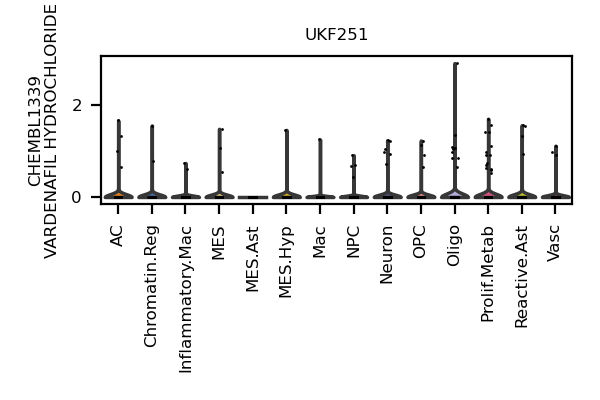 UKF251
CHEMBL1339
VARDENAFIL HYDROCHLORIDE
2
0
AC
Chromatin.Reg
Inflammatory.Mac
MES
MES.Ast
MES.Hyp
Mac
NPC
Neuron
OPC
Oligo
Prolif.Metab
Reactive.Ast
Vasc